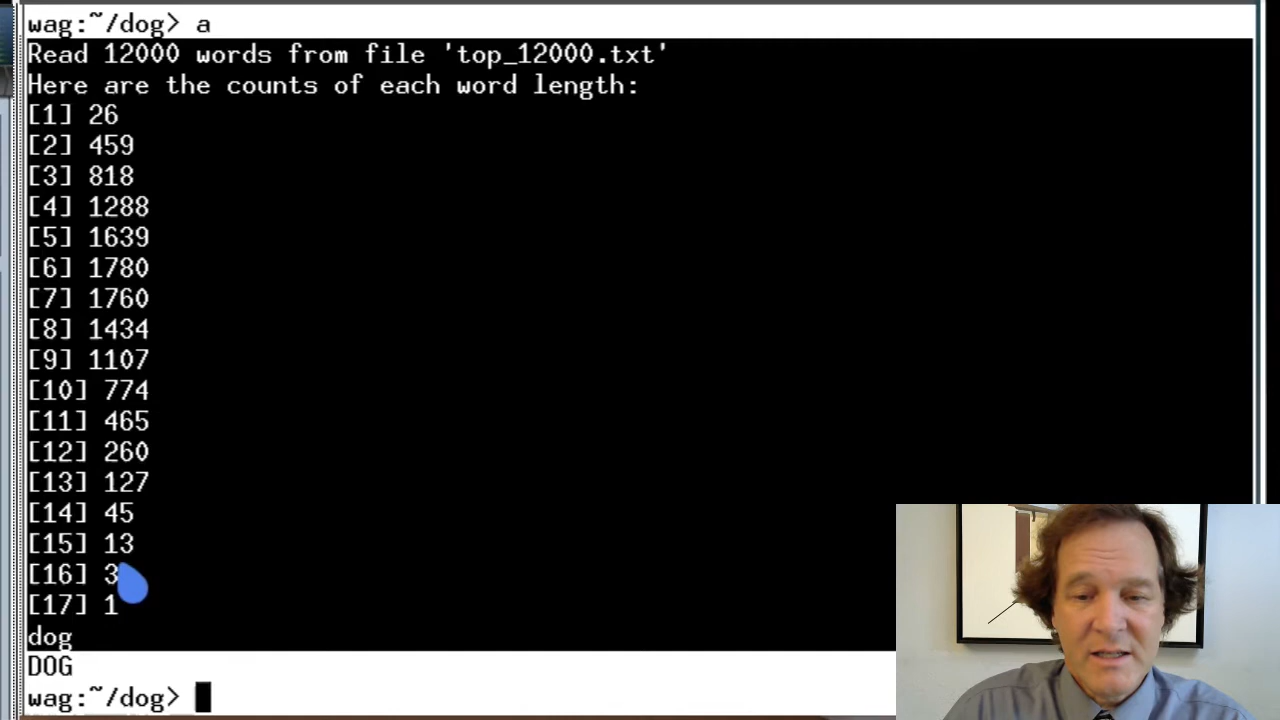 wag:~/dog> a
Read 12000 words from file 'top_12000.txt'
Here are the counts of each word length:
[1] 26
[2] 459
[3] 818
[4] 1288
[5] 1639
[6] 1780
[7] 1760
[8] 1434
[9] 1107
[10] 774
[11] 465
[12] 260
[13] 127
[14] 45
[15] 13
[16] 3
[17] 1
dog
DOG
wag:~/dog>